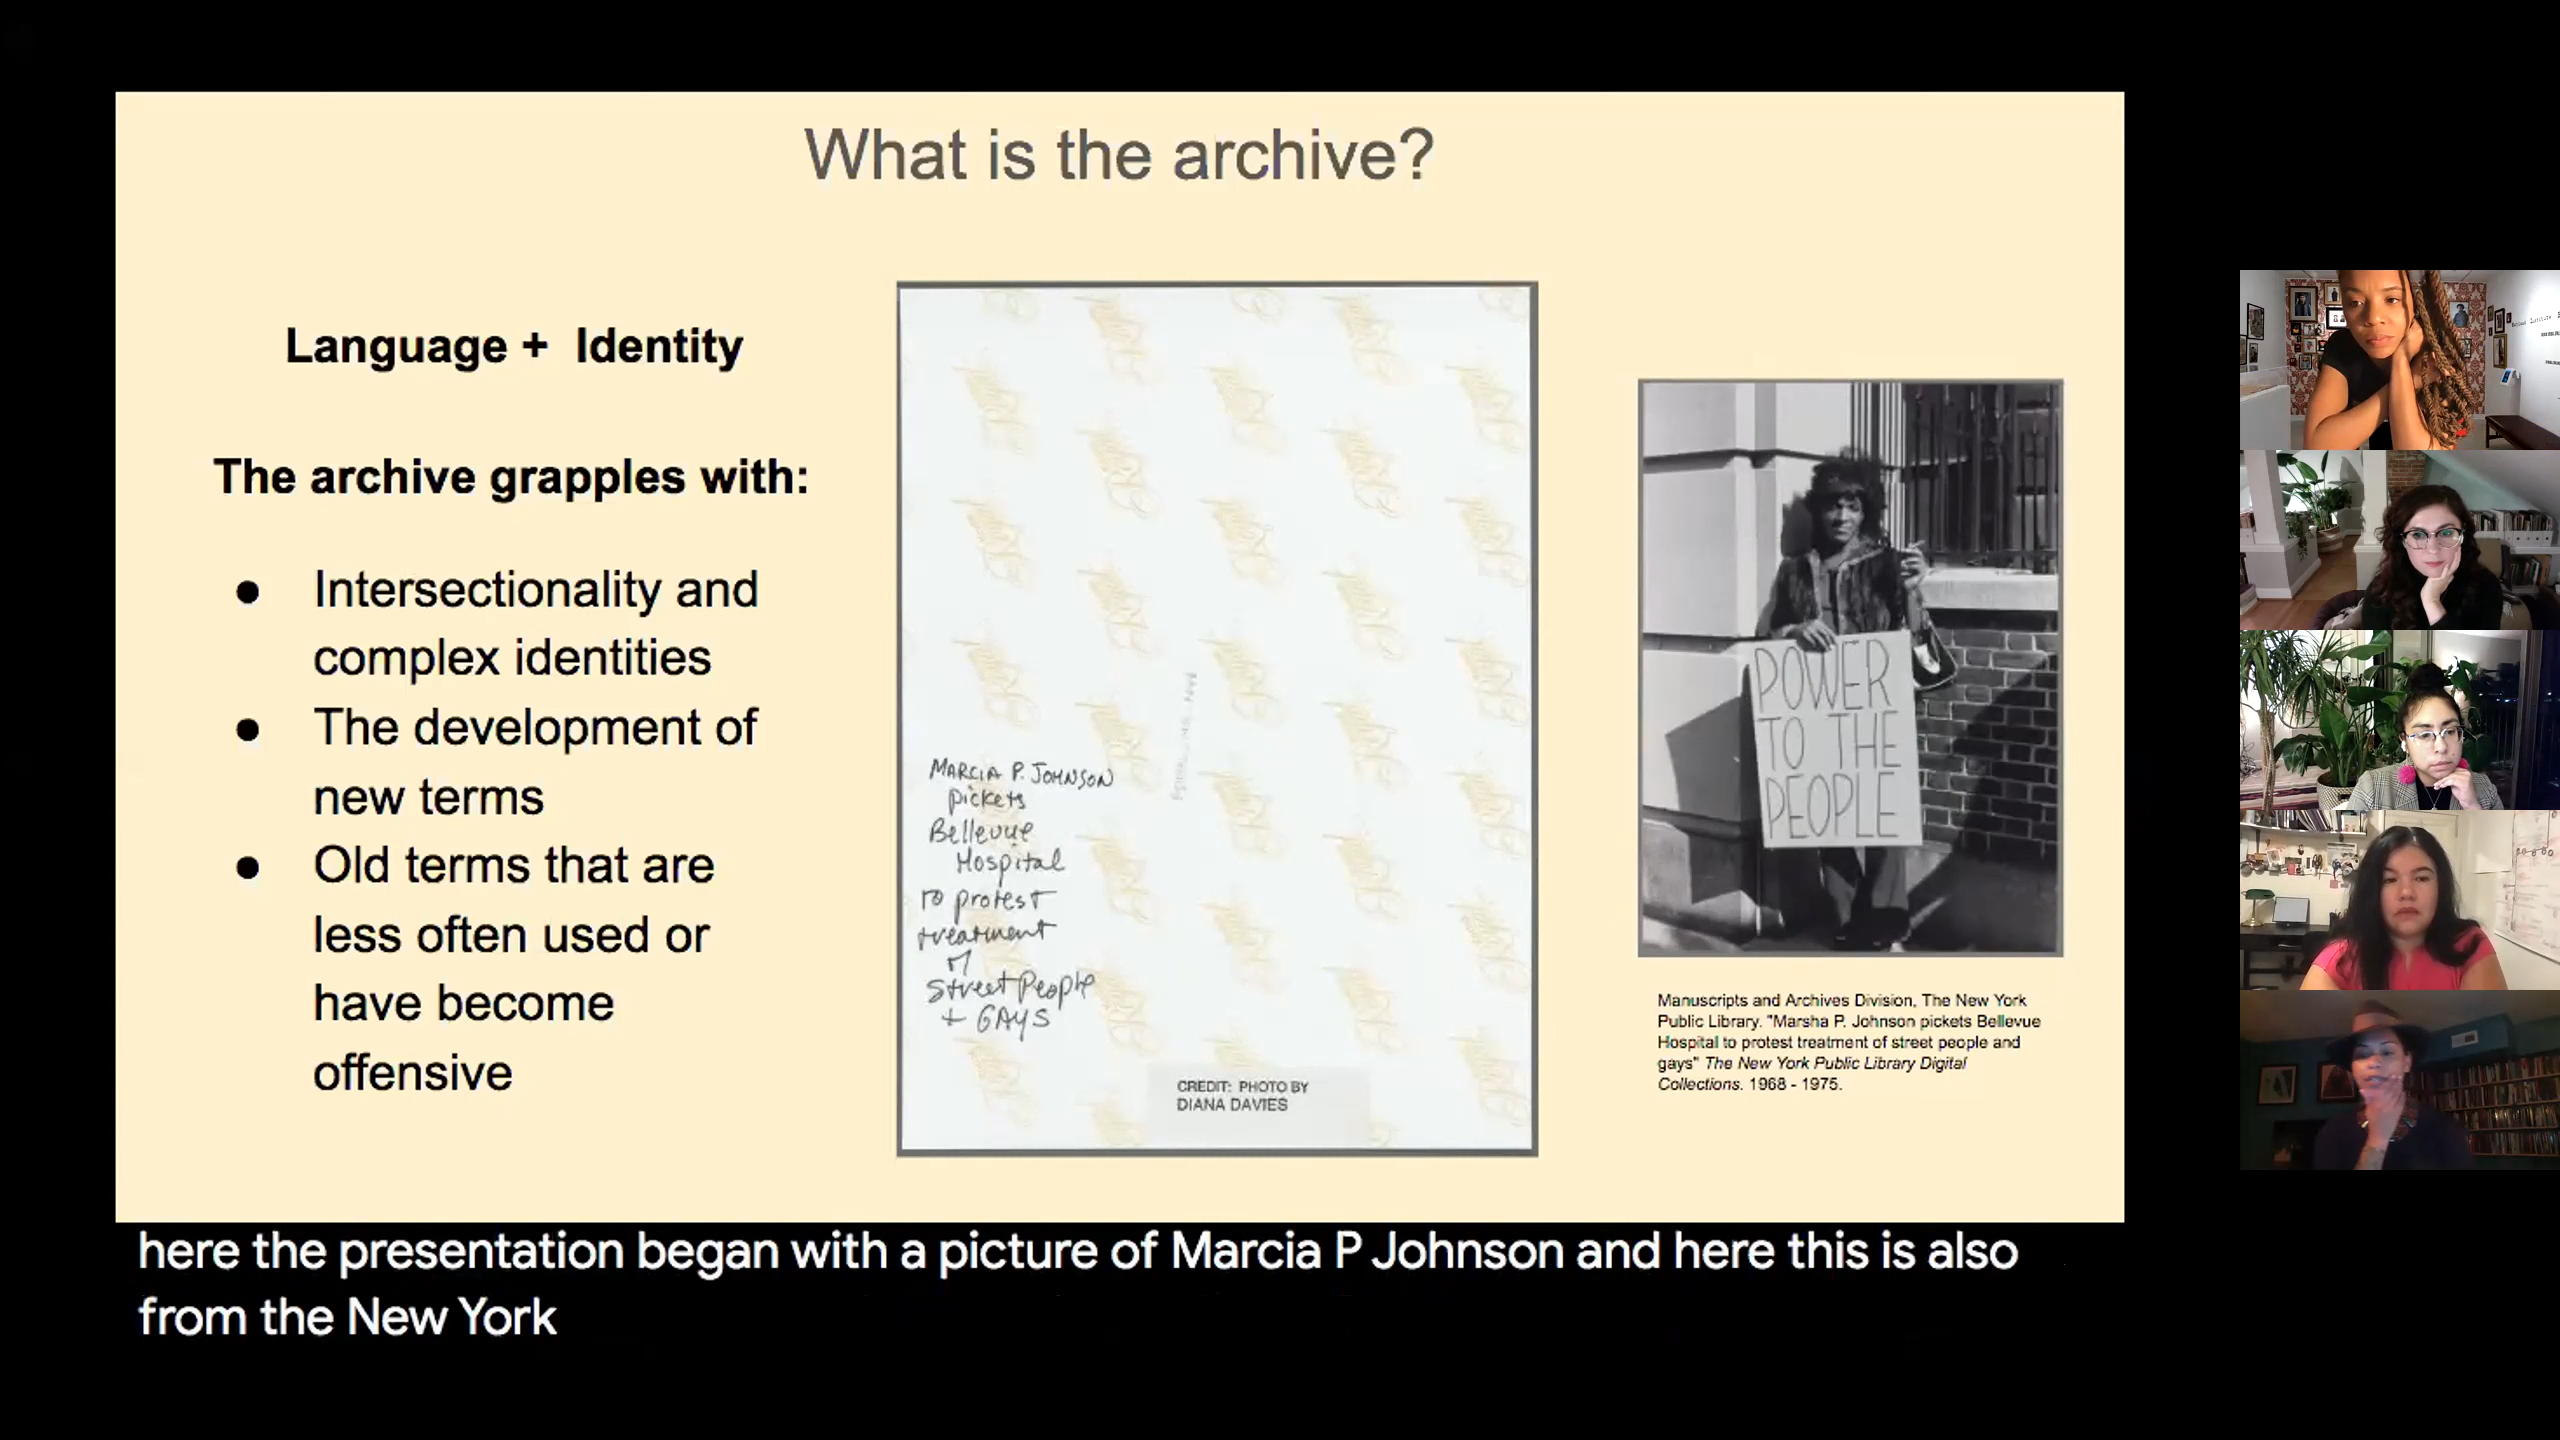 What is the archive?
Language + Identity
The archive grapples with:
● Intersectionality and
complex identities
● The development of
new terms
● Old terms that are
less often used or
have become
offensive
MARCIA P. JOHNSON
pickets
Bellevue
Hospital
to protest
treatment
of
Street People
+ GAYS
CREDIT: PHOTO BY
DIANA DAVIES
POWER
TO THE
PEOPLE
Manuscripts and Archives Division, The New York
Public Library. "Marsha P. Johnson pickets Bellevue
Hospital to protest treatment of street people and
gays" The New York Public Library Digital
Collections. 1968 - 1975.
here the presentation began with a picture of Marcia P Johnson and here this is also
from the New York